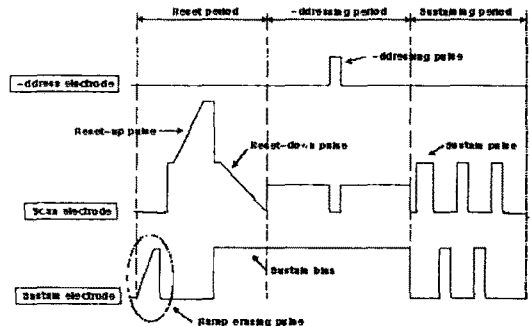 Reset period
-ddressing period
Sustaining period
-ddressing pulse
-ddress electrode
Reset-up pulse
Reset-down pulse
Sustain pulse
Scan electrode
Sustain bias
Sustain electrode
Ramp erasing pulse